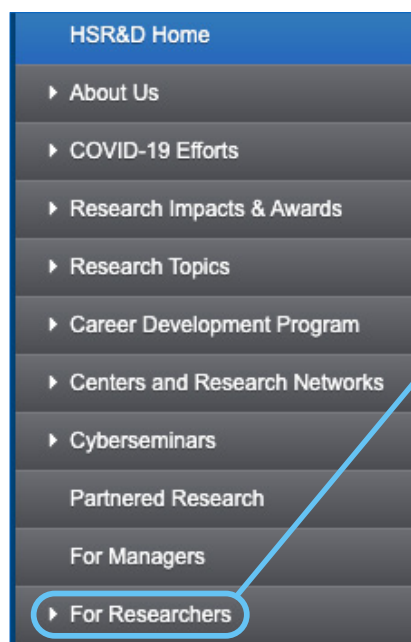 HSR&D Home
About Us
COVID-19 Efforts
Research Impacts & Awards
Research Topics
Career Development Program
Centers and Research Networks
Cyberseminars
Partnered Research
For Managers
For Researchers